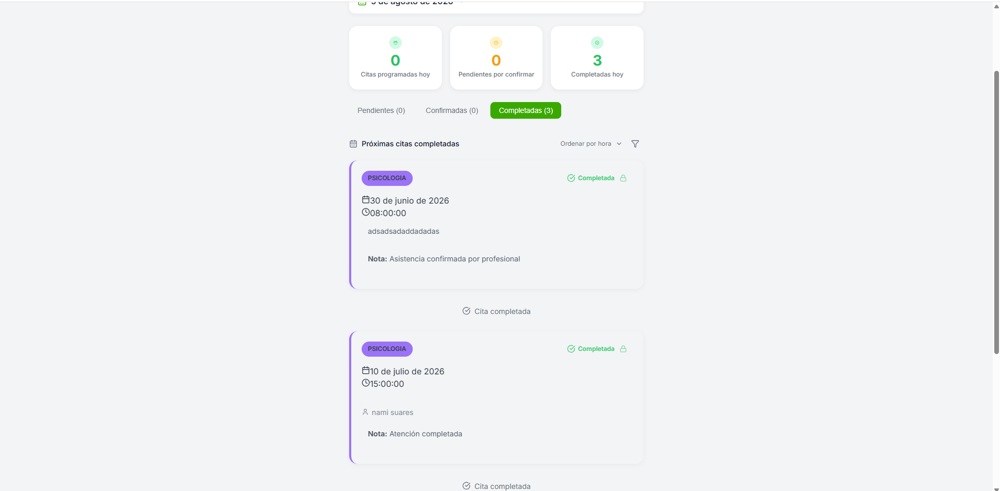 5 de agosto de 2026
0
Citas programadas hoy
0
Pendientes por confirmar
3
Completadas hoy
Pendientes (0) Confirmadas (0) Completadas (3)
Próximas citas completadas Ordenar por hora
PSICOLOGIA Completada
30 de junio de 2026
08:00:00
adsadsadaddadadas
Nota: Asistencia confirmada por profesional
Cita completada
PSICOLOGIA Completada
10 de julio de 2026
15:00:00
nami suares
Nota: Atención completada
Cita completada